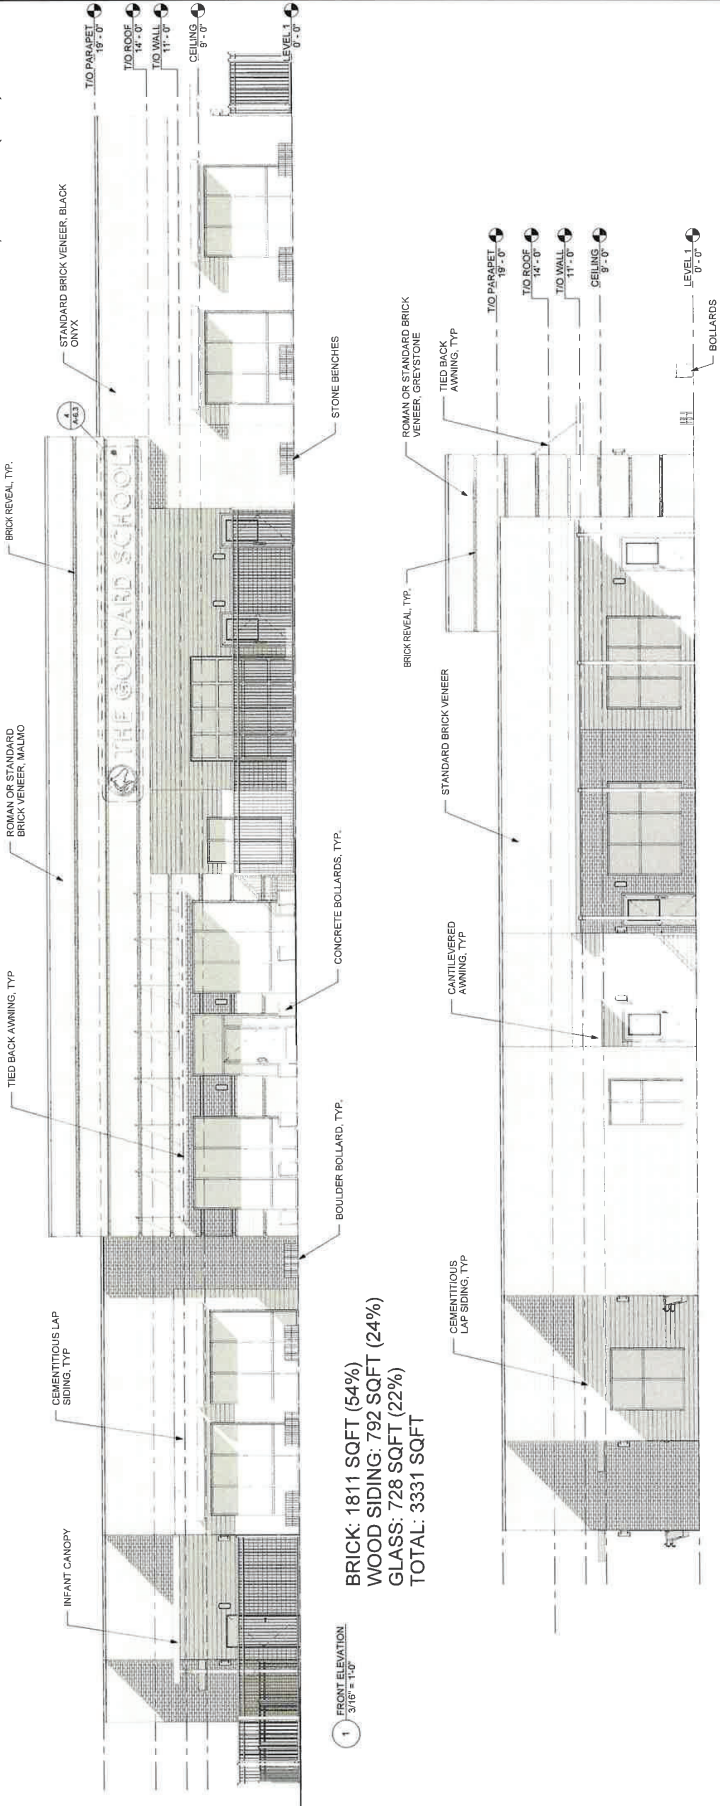 TIED BACK AWNING, TYP
ROMAN OR STANDARD
BRICK VENEER, MALMO
BRICK REVEAL, TYP.
INFANT CANOPY
CEMENTITIOUS LAP
SIDING, TYP
STANDARD BRICK VENEER, BLACK
ONYX
4
A-6.3
T/O PARAPET
19' - 0"
T/O ROOF
14' - 0"
T/O WALL
11' - 0"
CEILING
9' - 0"
LEVEL 1
0' - 0"
THE GODDARD SCHOOL
BOULDER BOLLARD, TYP.
CONCRETE BOLLARDS, TYP.
STONE BENCHES
1
FRONT ELEVATION
3/16" = 1'-0"
BRICK: 1811 SQFT (54%)
WOOD SIDING: 792 SQFT (24%)
GLASS: 728 SQFT (22%)
TOTAL: 3331 SQFT
CEMENTITIOUS
LAP SIDING, TYP
CANTILEVERED
AWNING, TYP
STANDARD BRICK VENEER
BRICK REVEAL, TYP.
ROMAN OR STANDARD BRICK
VENEER, GREYSTONE
TIED BACK
AWNING, TYP
T/O PARAPET
19' - 0"
T/O ROOF
14' - 0"
T/O WALL
11' - 0"
CEILING
9' - 0"
LEVEL 1
0' - 0"
BOLLARDS